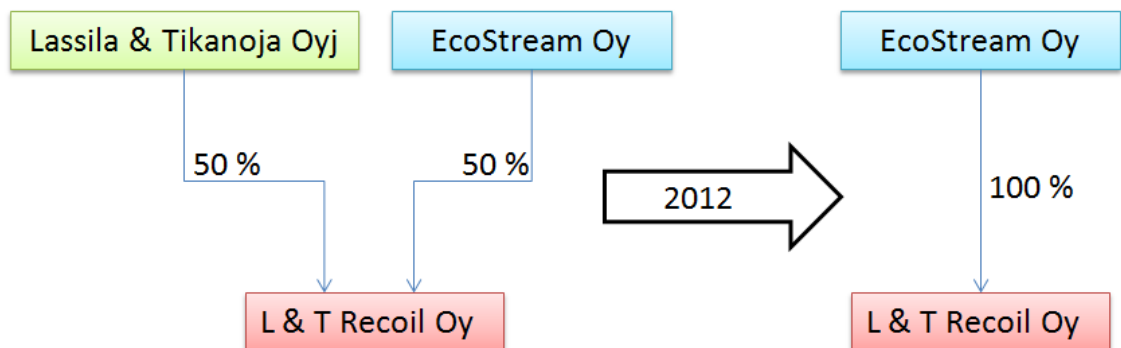 Lassila & Tikanoja Oyj
EcoStream Oy
EcoStream Oy
50 %
50 %
2012
100 %
L & T Recoil Oy
L & T Recoil Oy